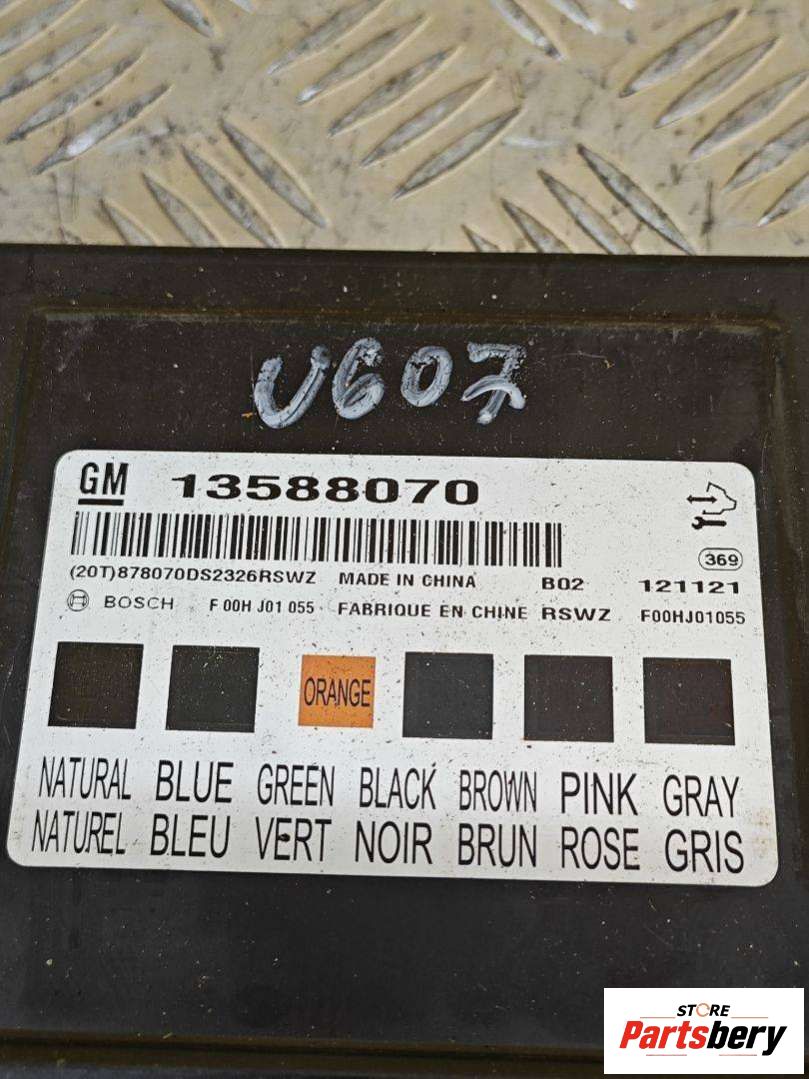 U607
GM 13588070
369
(20T)878070DS2326RSWZ MADE IN CHINA B02 121121
BOSCH F 00H J01 055 FABRIQUE EN CHINE RSWZ F00HJ01055
ORANGE
NATURAL BLUE GREEN BLACK BROWN PINK GRAY
NATUREL BLEU VERT NOIR BRUN ROSE GRIS
STORE
Partsbery